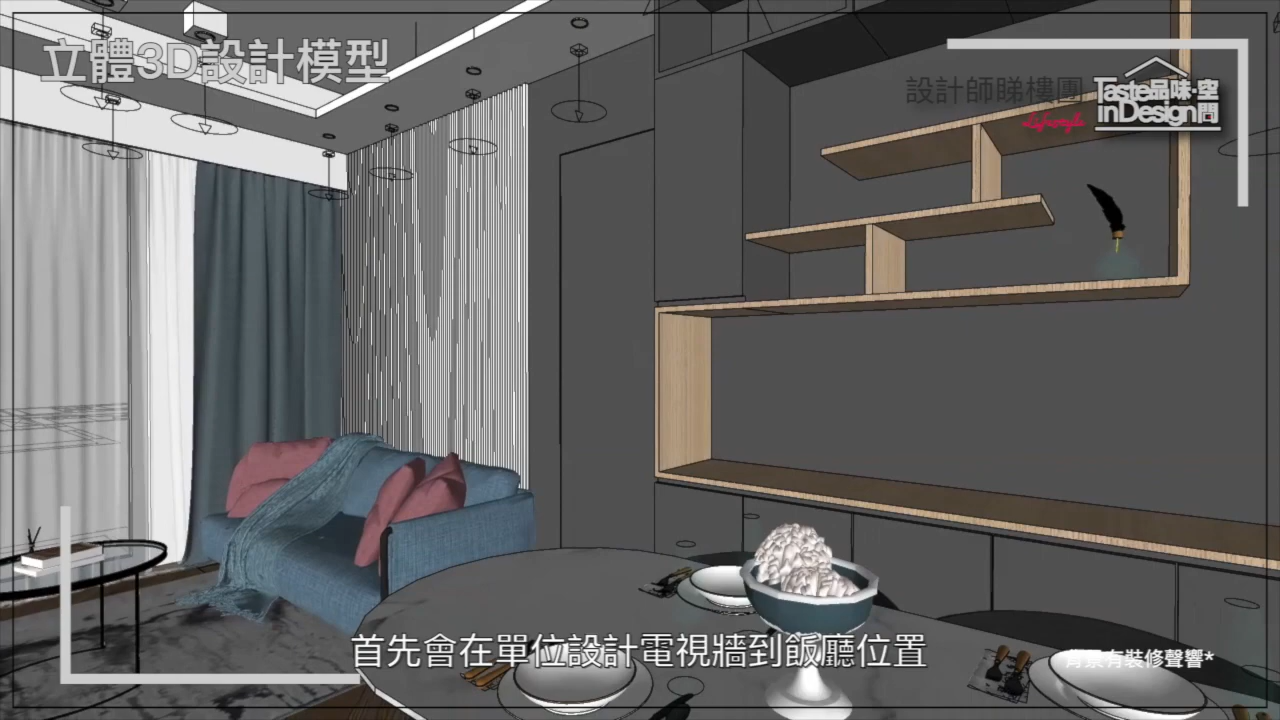 立體3D設計模型
設計師睇樓團
Lifestyle
Taste品味·空間
inDesign
首先會在單位設計電視牆到飯廳位置
背景有裝修聲響*